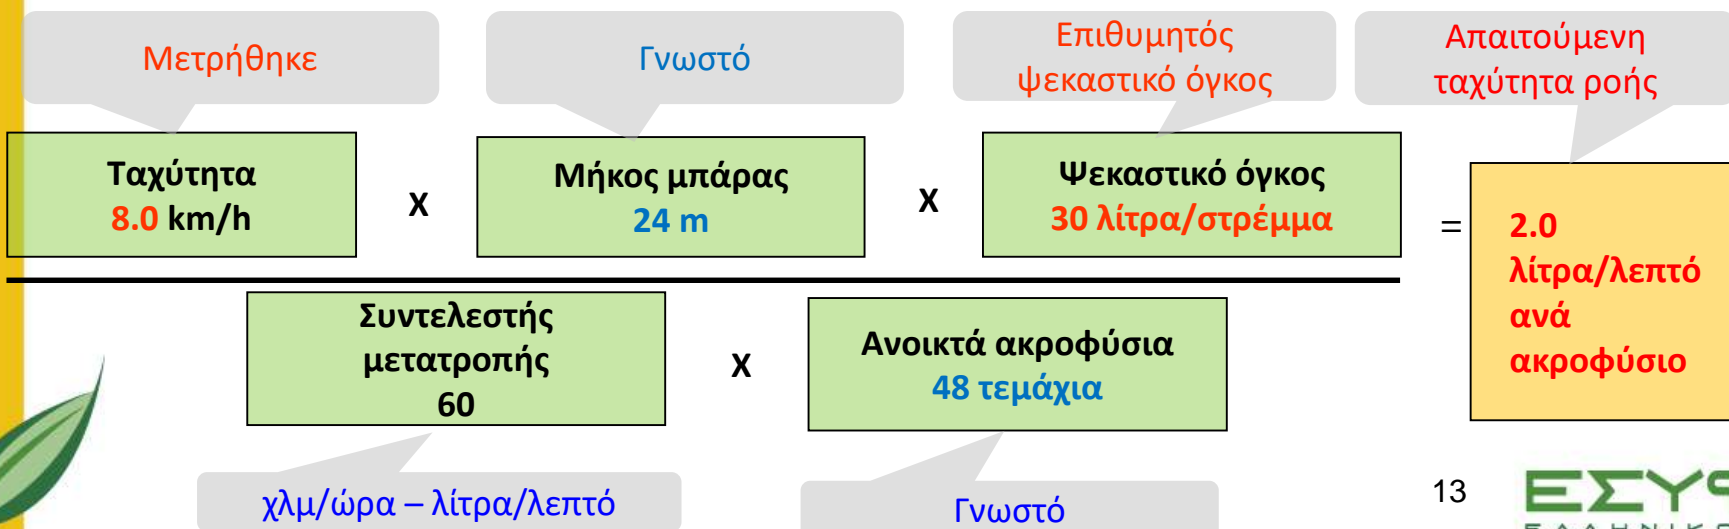 Μετρήθηκε
Γνωστό
Επιθυμητός
ψεκαστικό όγκος
Απαιτούμενη
ταχύτητα ροής
Ταχύτητα
8.0 km/h
X
Μήκος μπάρας
24 m
X
Ψεκαστικό όγκος
30 λίτρα/στρέμμα
=
2.0
λίτρα/λεπτό
ανά
ακροφύσιο
Συντελεστής
μετατροπής
60
X
Ανοικτά ακροφύσια
48 τεμάχια
χλμ/ώρα – λίτρα/λεπτό
Γνωστό
13